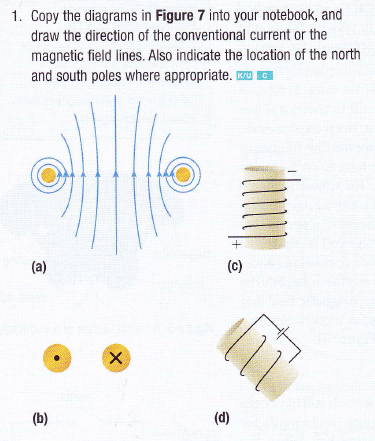 1. Copy the diagrams in Figure 7 into your notebook, and
draw the direction of the conventional current or the
magnetic field lines. Also indicate the location of the north
and south poles where appropriate. K/U C
−
+
(a)
(c)
X
(b)
(d)